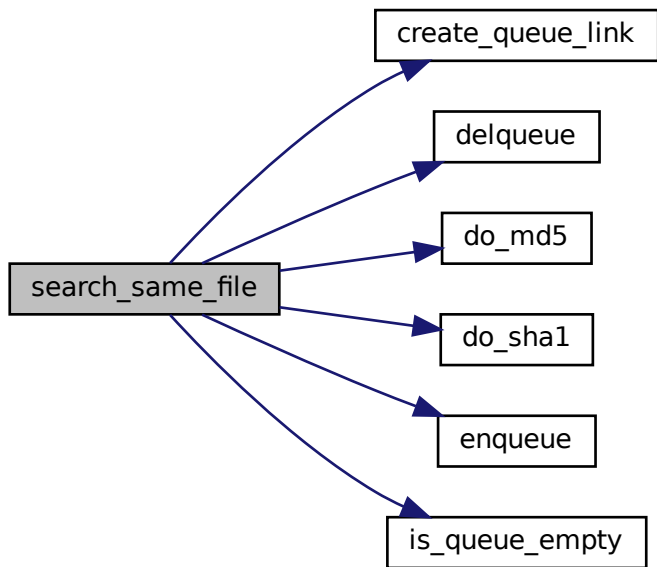 create_queue_link
delqueue
do_md5
search_same_file
do_sha1
enqueue
is_queue_empty